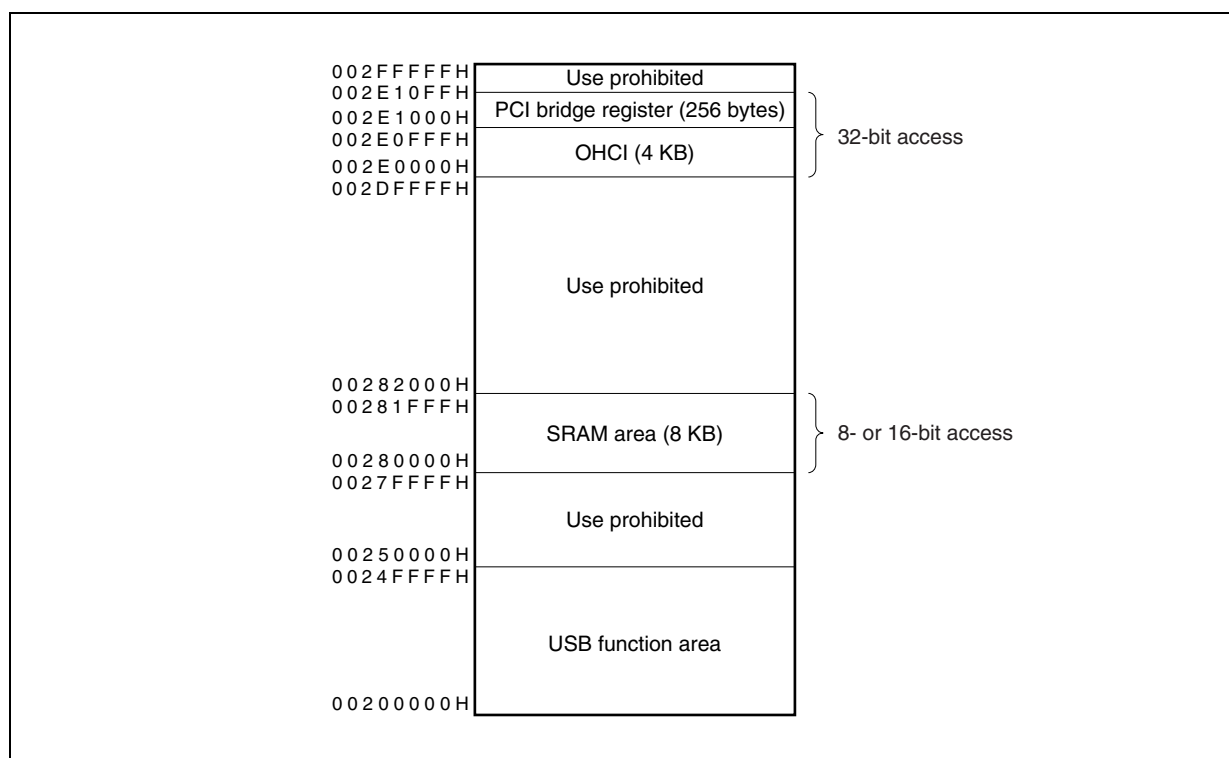 002FFFFFH
Use prohibited
002E10FFH
PCI bridge register (256 bytes)
002E1000H
32-bit access
002E0FFFH
OHCI (4 KB)
002E0000H
002DFFFFH
Use prohibited
00282000H
00281FFFH
SRAM area (8 KB)
8- or 16-bit access
00280000H
0027FFFFH
Use prohibited
00250000H
0024FFFFH
USB function area
00200000H